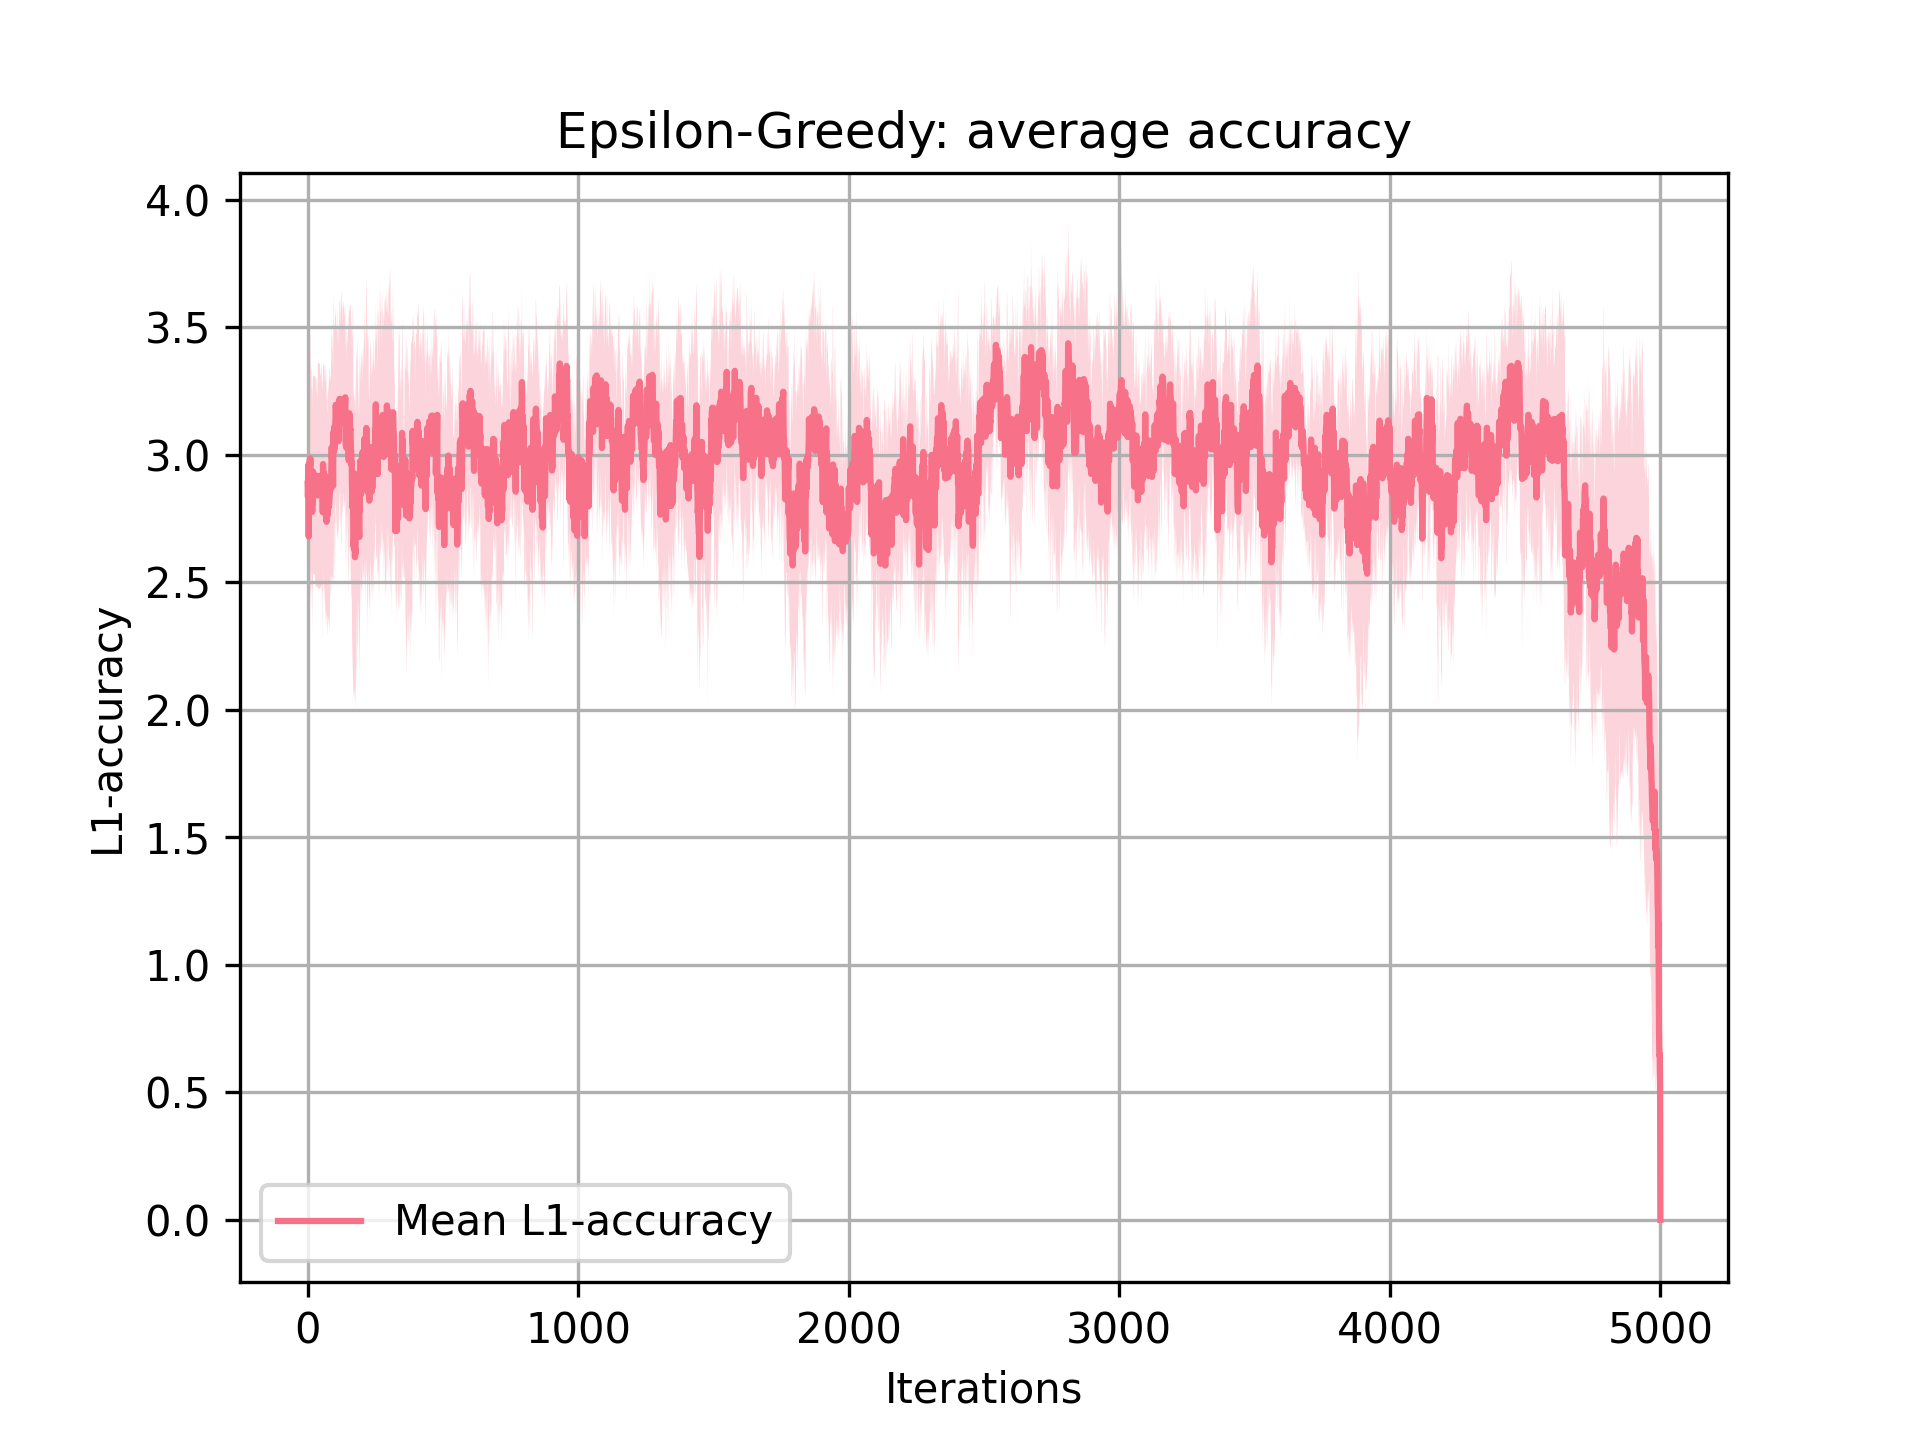 Epsilon-Greedy: average accuracy
4.0
3.5
3.0
2.5
2.0
1.5
1.0
0.5
0.0
L1-accuracy
Mean L1-accuracy
0 1000 2000 3000 4000 5000
Iterations